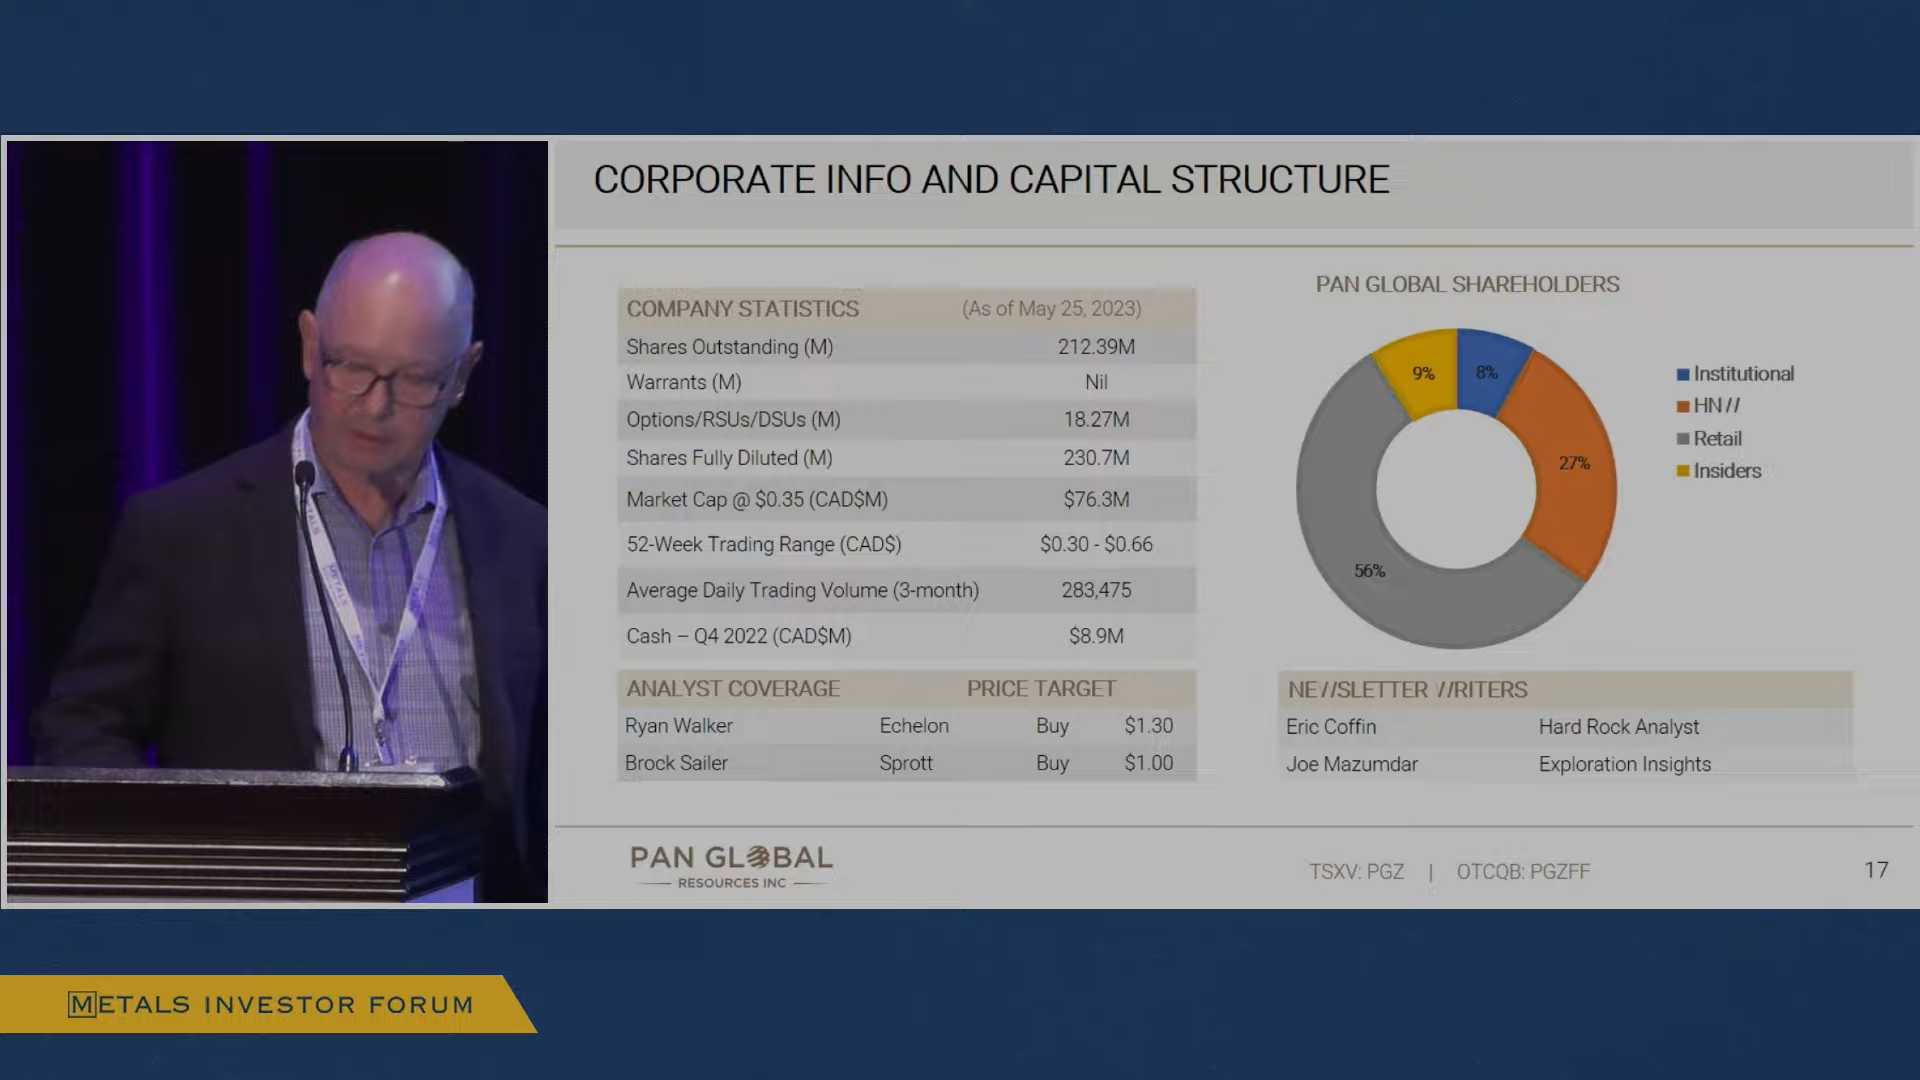 CORPORATE INFO AND CAPITAL STRUCTURE
COMPANY STATISTICS (As of May 25, 2023)
Shares Outstanding (M) 212.39M
Warrants (M) Nil
Options/RSUs/DSUs (M) 18.27M
Shares Fully Diluted (M) 230.7M
Market Cap @ $0.35 (CAD$M) $76.3M
52-Week Trading Range (CAD$) $0.30 - $0.66
Average Daily Trading Volume (3-month) 283,475
Cash – Q4 2022 (CAD$M) $8.9M
ANALYST COVERAGE PRICE TARGET
Ryan Walker Echelon Buy $1.30
Brock Sailer Sprott Buy $1.00
PAN GLOBAL SHAREHOLDERS
9%
8%
27%
56%
Institutional
HN//
Retail
Insiders
NE//SLETTER //RITERS
Eric Coffin Hard Rock Analyst
Joe Mazumdar Exploration Insights
PAN GLOBAL
RESOURCES INC
TSXV: PGZ | OTCQB: PGZFF
17
METALS
METALS INVESTOR FORUM